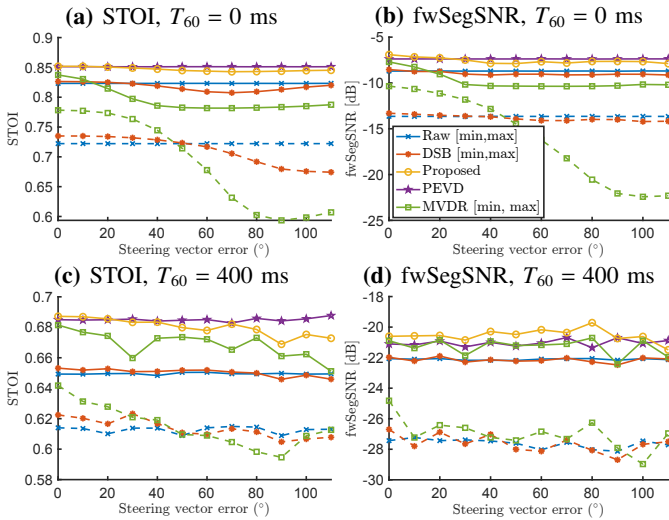 (a) STOI, T60 = 0 ms
0.9
0.85
0.8
0.75
0.7
0.65
0.6
STOI
0 20 40 60 80 100
Steering vector error (°)
(b) fwSegSNR, T60 = 0 ms
-5
-10
-15
-20
-25
fwSegSNR [dB]
Raw [min,max]
DSB [min,max]
Proposed
PEVD
MVDR [min, max]
0 20 40 60 80 100
Steering vector error (°)
(c) STOI, T60 = 400 ms
0.7
0.68
0.66
0.64
0.62
0.6
0.58
STOI
0 20 40 60 80 100
Steering vector error (°)
(d) fwSegSNR, T60 = 400 ms
-18
-20
-22
-24
-26
-28
-30
fwSegSNR [dB]
0 20 40 60 80 100
Steering vector error (°)